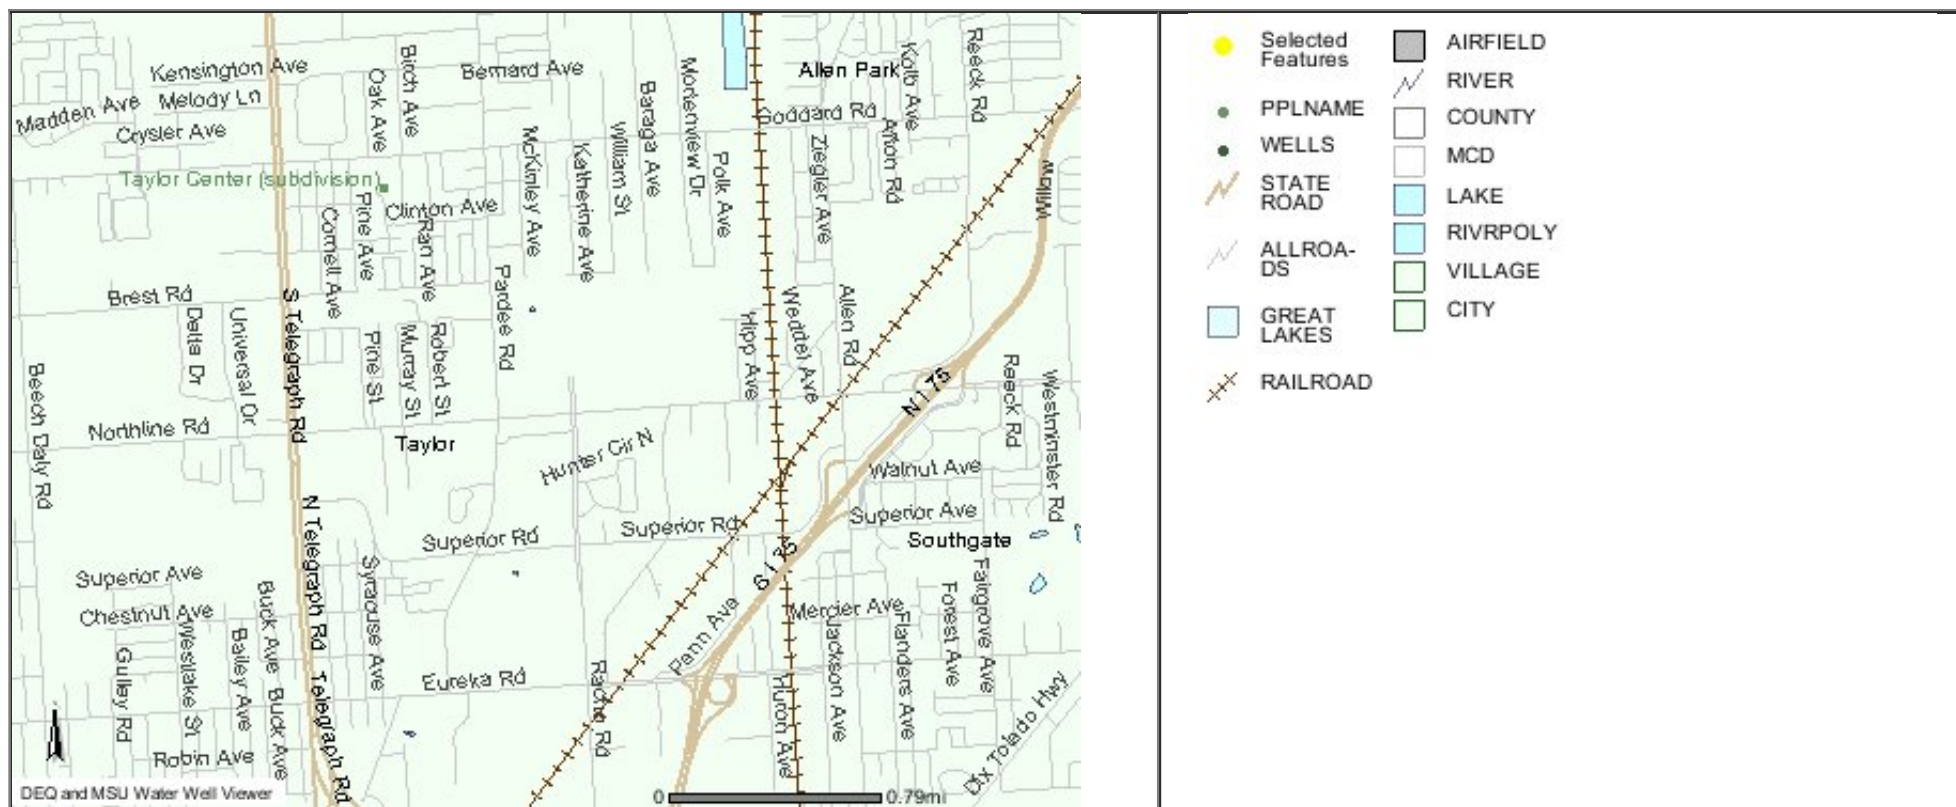 Kensington Ave
Birch Ave
Bernard Ave
Allen Park
Kolb Ave
Reeck Rd
Madden Ave
Melody Ln
Oak Ave
Baraga Ave
Mortenview Dr
Goddard Rd
Crysler Ave
McKinley Ave
Katherine Ave
William St
Polk Ave
Ziegler Ave
Afton Rd
Taylor Center (subdivision)
Pine Ave
Clinton Ave
Cornell Ave
Ran Ave
Pardee Rd
Brest Rd
S Telegraph Rd
Weddel Ave
Allen Rd
Delta Dr
Universal Dr
Pine St
Murray St
Robert St
Hipp Ave
N I 75
Reeck Rd
Westminster Rd
Beech Daly Rd
Northline Rd
Taylor
Hunter Cir N
Walnut Ave
N Telegraph Rd
Superior Rd
Superior Rd
Superior Ave
Southgate
S I 75
Superior Ave
Syracuse Ave
Buck Ave
Chestnut Ave
Penn Ave
Mercier Ave
Forest Ave
Fairgrove Ave
Gulley Rd
Westlake St
Bailey Ave
Jackson Ave
Flanders Ave
Eureka Rd
Racho Rd
Huron Ave
Telegraph Rd
Buck Ave
Dix Toledo Hwy
Robin Ave
DEQ and MSU Water Well Viewer
0 0.79mi
Selected
Features
PPLNAME
WELLS
STATE
ROAD
ALLROA-
DS
GREAT
LAKES
RAILROAD
AIRFIELD
RIVER
COUNTY
MCD
LAKE
RIVRPOLY
VILLAGE
CITY